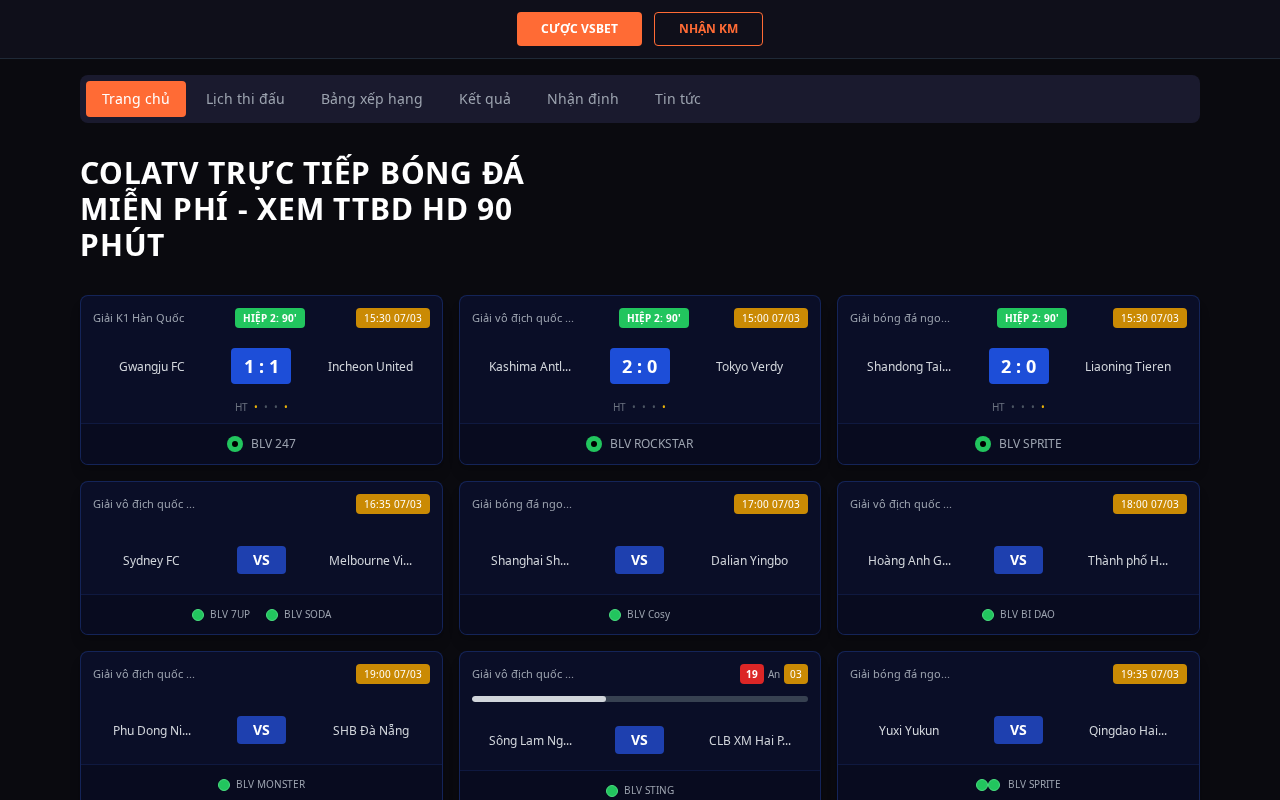 CƯỢC VSBET
NHẬN KM
Trang chủ
Lịch thi đấu
Bảng xếp hạng
Kết quả
Nhận định
Tin tức
COLATV TRỰC TIẾP BÓNG ĐÁ
MIỄN PHÍ - XEM TTBD HD 90
PHÚT
Giải K1 Hàn Quốc
HIỆP 2: 90'
15:30 07/03
Gwangju FC
1 : 1
Incheon United
HT
BLV 247
Giải vô địch quốc ...
HIỆP 2: 90'
15:00 07/03
Kashima Antl...
2 : 0
Tokyo Verdy
HT
BLV ROCKSTAR
Giải bóng đá ngo...
HIỆP 2: 90'
15:30 07/03
Shandong Tai...
2 : 0
Liaoning Tieren
HT
BLV SPRITE
Giải vô địch quốc ...
16:35 07/03
Sydney FC
VS
Melbourne Vi...
BLV 7UP
BLV SODA
Giải bóng đá ngo...
17:00 07/03
Shanghai Sh...
VS
Dalian Yingbo
BLV Cosy
Giải vô địch quốc ...
18:00 07/03
Hoàng Anh G...
VS
Thành phố H...
BLV BI DAO
Giải vô địch quốc ...
19:00 07/03
Phu Dong Ni...
VS
SHB Đà Nẵng
BLV MONSTER
Giải vô địch quốc ...
19 An 03
Sông Lam Ng...
VS
CLB XM Hai P...
BLV STING
Giải bóng đá ngo...
19:35 07/03
Yuxi Yukun
VS
Qingdao Hai...
BLV SPRITE